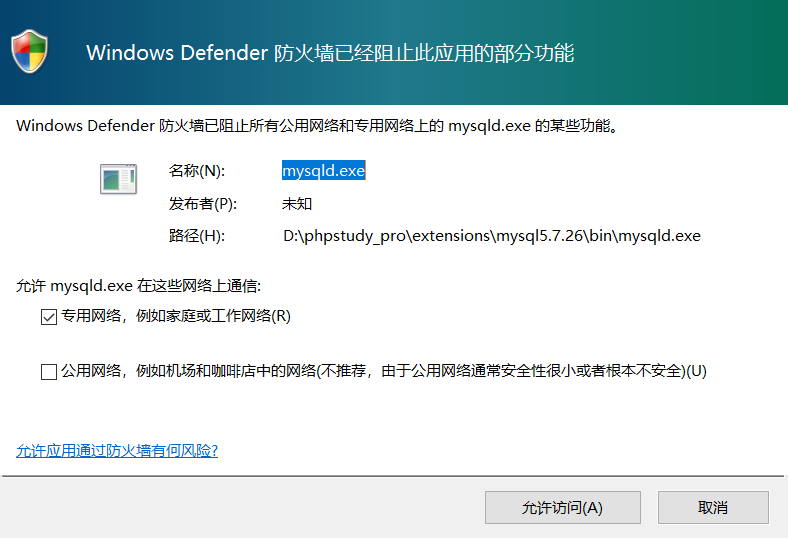 Windows Defender 防火墙已经阻止此应用的部分功能
Windows Defender 防火墙已阻止所有公用网络和专用网络上的 mysqld.exe 的某些功能。
名称(N): mysqld.exe
发布者(P): 未知
路径(H): D:\phpstudy_pro\extensions\mysql5.7.26\bin\mysqld.exe
允许 mysqld.exe 在这些网络上通信:
专用网络，例如家庭或工作网络(R)
公用网络，例如机场和咖啡店中的网络(不推荐，由于公用网络通常安全性很小或者根本不安全)(U)
允许应用通过防火墙有何风险?
允许访问(A) 取消